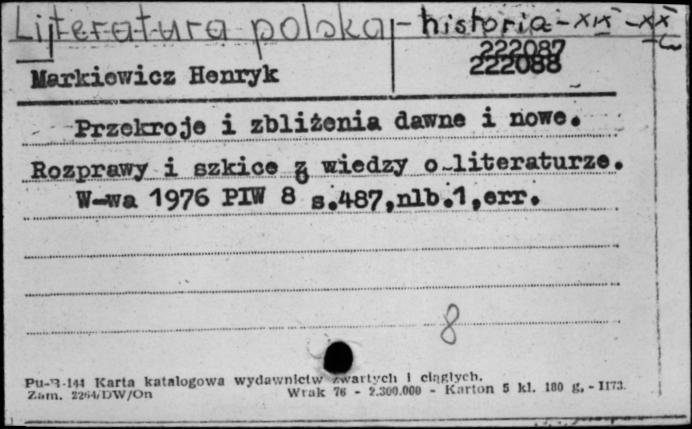 Literatura polska - historia - XIX - XX w
222087
222088
Markiewicz Henryk
Przekroje i zbliżenia dawne i nowe.
Rozprawy i szkice z wiedzy o literaturze.
W-wa 1976 PIW 8 s.487,nlb.1,err.
8
Pu-B-144 Karta katalogowa wydawnictw zwartych i ciągłych.
Zam. 2264/DW/On Wrak 76 - 2.300.000 - Karton 5 kl. 180 g. - 1173.